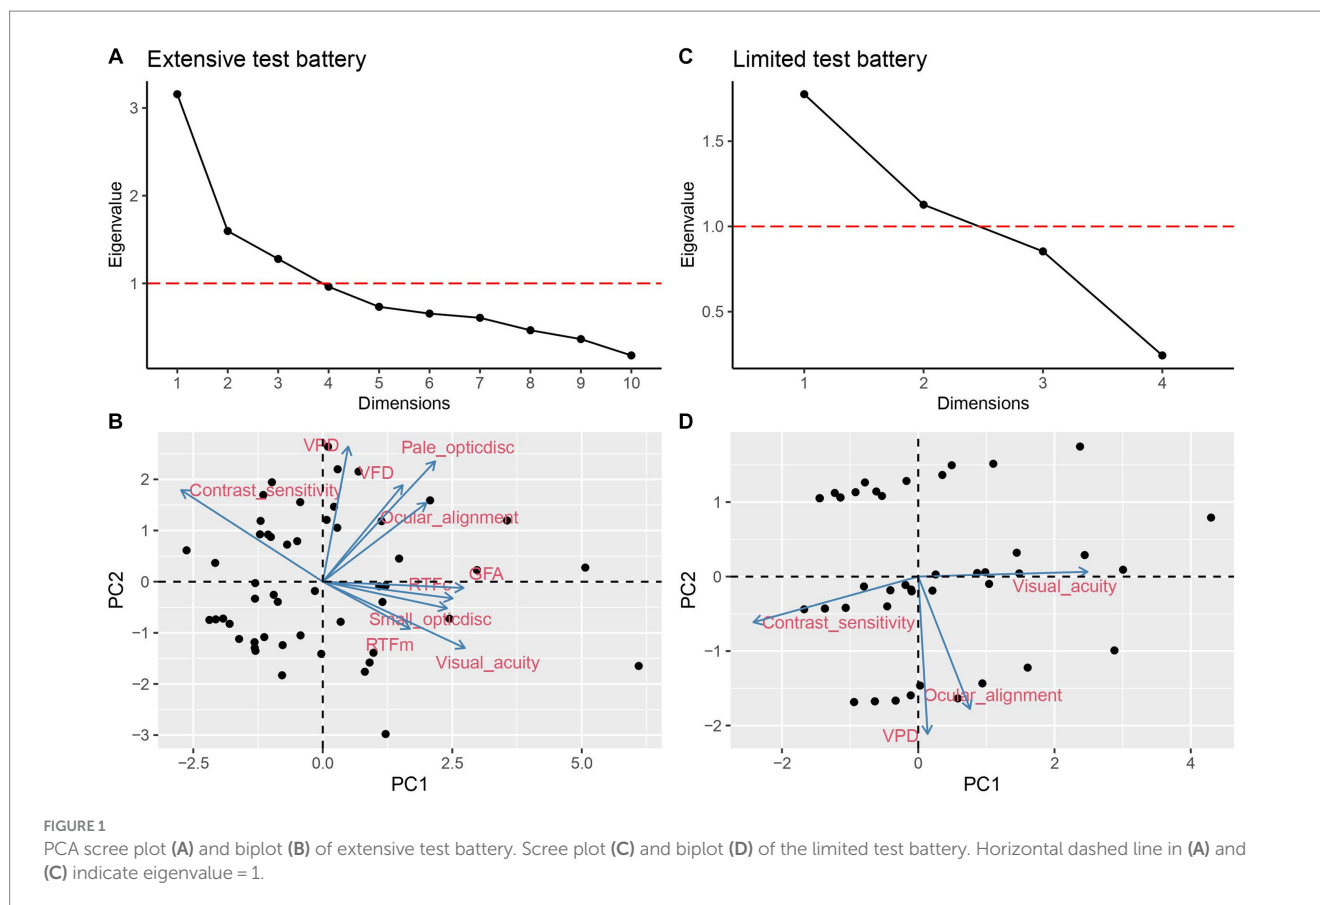 A Extensive test battery
3
2
1
Eigenvalue
1 2 3 4 5 6 7 8 9 10
Dimensions
C Limited test battery
1.5
1.0
0.5
Eigenvalue
1 2 3 4
Dimensions
B
VPD
Pale_opticdisc
VFD
Contrast_sensitivity
Ocular_alignment
GFA
Small_opticdisc
RTFm
Visual_acuity
2
1
0
−1
−2
−3
PC2
−2.5 0.0 2.5 5.0
PC1
D
Visual_acuity
Contrast_sensitivity
Ocular_alignment
VPD
1
0
−1
−2
PC2
−2 0 2 4
PC1
FIGURE 1
PCA scree plot (A) and biplot (B) of extensive test battery. Scree plot (C) and biplot (D) of the limited test battery. Horizontal dashed line in (A) and
(C) indicate eigenvalue = 1.